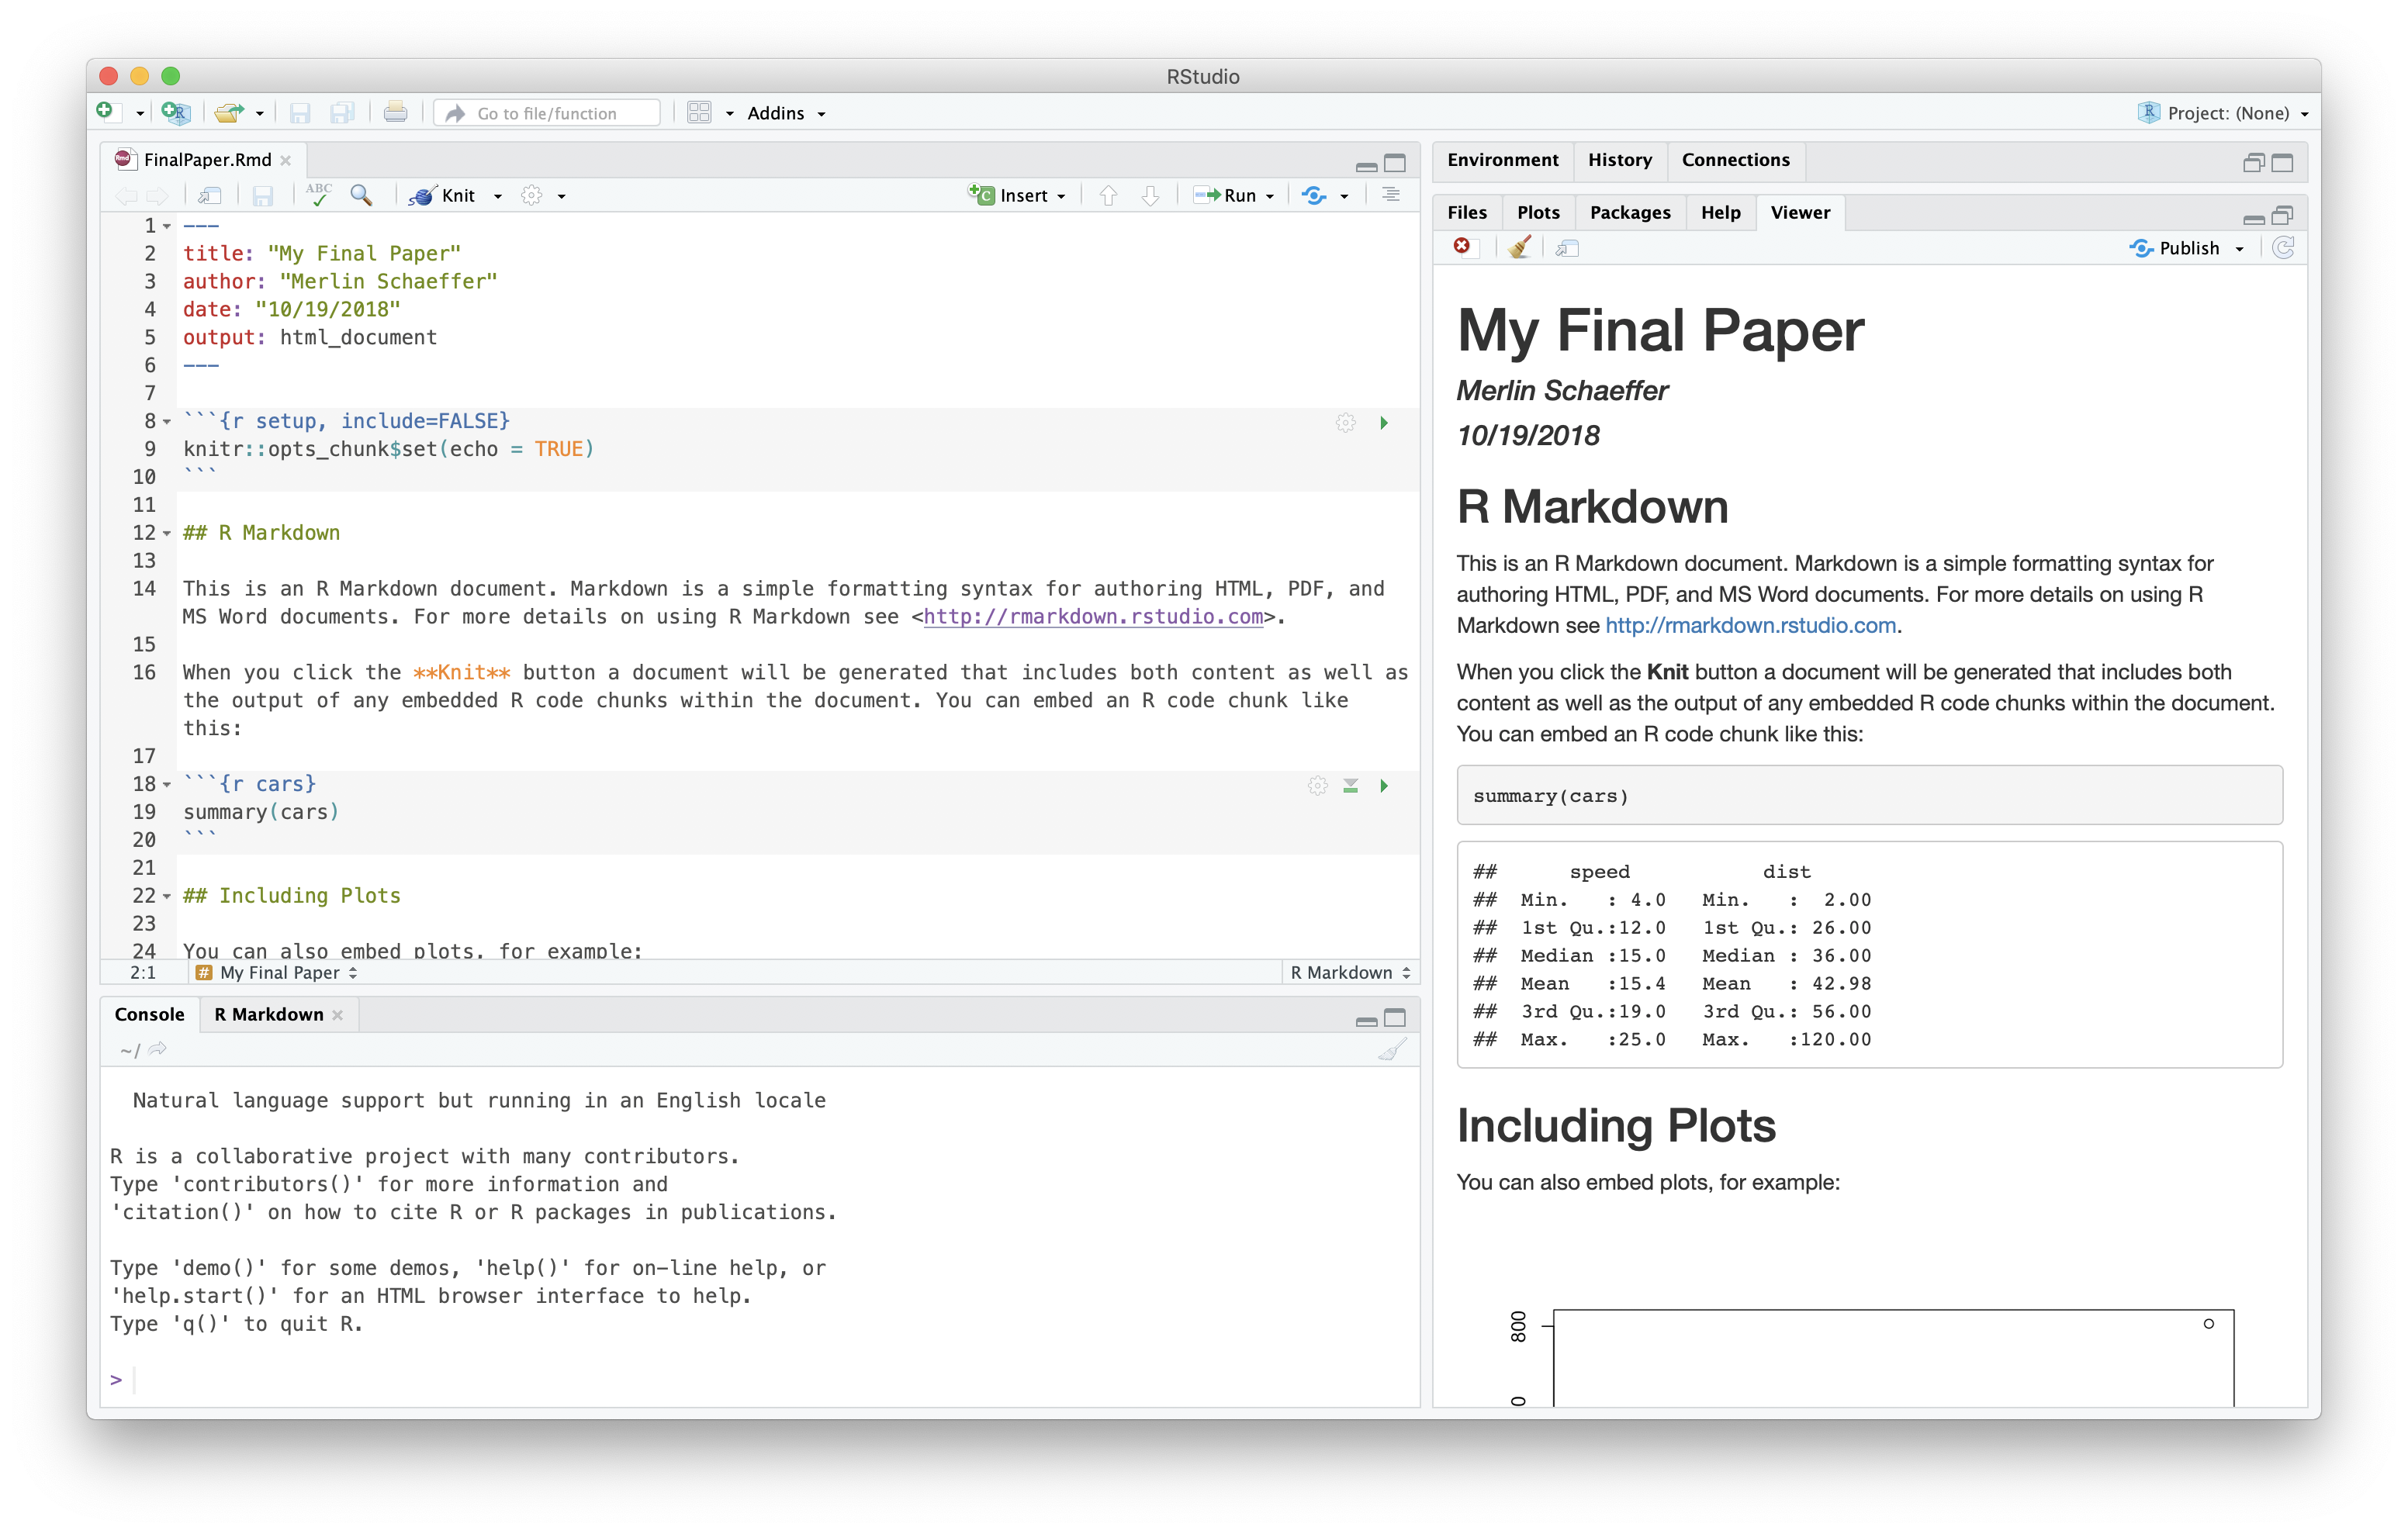 RStudio
Go to file/function
Addins
Project: (None)
FinalPaper.Rmd
ABC
Knit
Insert
Run
1 ---
2 title: "My Final Paper"
3 author: "Merlin Schaeffer"
4 date: "10/19/2018"
5 output: html_document
6 ---
7
8 ```{r setup, include=FALSE}
9 knitr::opts_chunk$set(echo = TRUE)
10 ```
11
12 ## R Markdown
13
14 This is an R Markdown document. Markdown is a simple formatting syntax for authoring HTML, PDF, and
MS Word documents. For more details on using R Markdown see <http://rmarkdown.rstudio.com>.
15
16 When you click the **Knit** button a document will be generated that includes both content as well as
the output of any embedded R code chunks within the document. You can embed an R code chunk like
this:
17
18 ```{r cars}
19 summary(cars)
20 ```
21
22 ## Including Plots
23
24 You can also embed plots, for example:
2:1 # My Final Paper R Markdown
Console R Markdown
~/
Natural language support but running in an English locale
R is a collaborative project with many contributors.
Type 'contributors()' for more information and
'citation()' on how to cite R or R packages in publications.
Type 'demo()' for some demos, 'help()' for on-line help, or
'help.start()' for an HTML browser interface to help.
Type 'q()' to quit R.
>
Environment History Connections
Files Plots Packages Help Viewer
Publish
My Final Paper
Merlin Schaeffer
10/19/2018
R Markdown
This is an R Markdown document. Markdown is a simple formatting syntax for
authoring HTML, PDF, and MS Word documents. For more details on using R
Markdown see http://rmarkdown.rstudio.com.
When you click the Knit button a document will be generated that includes both
content as well as the output of any embedded R code chunks within the document.
You can embed an R code chunk like this:
summary(cars)
##      speed           dist
##  Min.   : 4.0   Min.   :  2.00
##  1st Qu.:12.0   1st Qu.: 26.00
##  Median :15.0   Median : 36.00
##  Mean   :15.4   Mean   : 42.98
##  3rd Qu.:19.0   3rd Qu.: 56.00
##  Max.   :25.0   Max.   :120.00
Including Plots
You can also embed plots, for example:
800